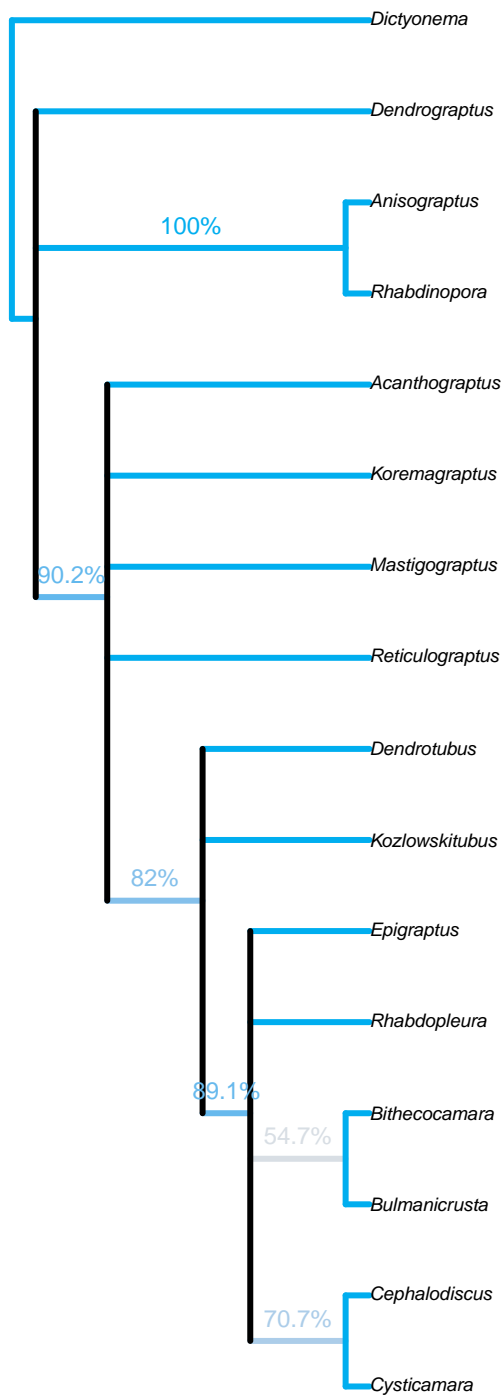 Dictyonema
Dendrograptus
Anisograptus
100%
Rhabdinopora
Acanthograptus
Koremagraptus
Mastigograptus
90.2%
Reticulograptus
Dendrotubus
Kozlowskitubus
82%
Epigraptus
Rhabdopleura
89.1%
Bithecocamara
54.7%
Bulmanicrusta
Cephalodiscus
70.7%
Cysticamara